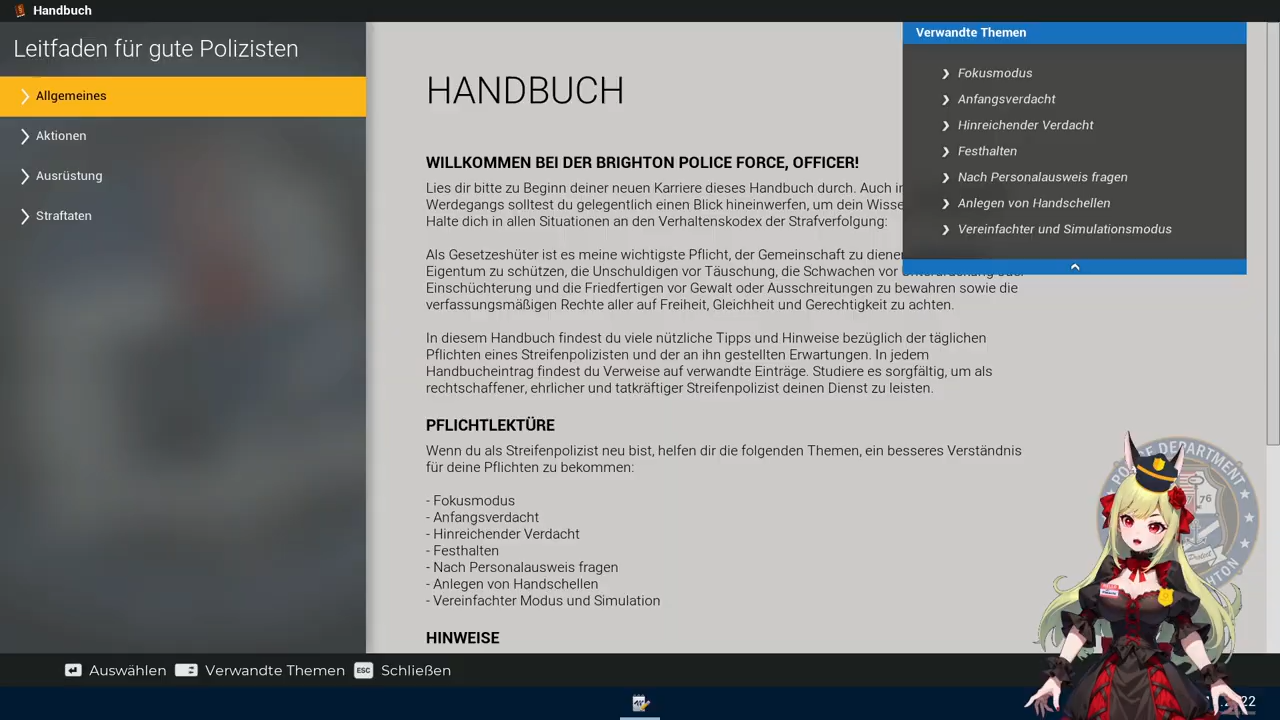 Handbuch
Leitfaden für gute Polizisten
Allgemeines
Aktionen
Ausrüstung
Straftaten
HANDBUCH
WILLKOMMEN BEI DER BRIGHTON POLICE FORCE, OFFICER!
Lies dir bitte zu Beginn deiner neuen Karriere dieses Handbuch durch. Auch
Werdegangs solltest du gelegentlich einen Blick hineinwerfen, um dein
Halte dich in allen Situationen an den Verhaltenskodex der Strafverfolgung:
Als Gesetzeshüter ist es meine wichtigste Pflicht, der Gemeinschaft zu
Eigentum zu schützen, die Unschuldigen vor Täuschung, die Schwachen vor
Einschüchterung und die Friedfertigen vor Gewalt oder Ausschreitungen zu bewahren sowie die
verfassungsmäßigen Rechte aller auf Freiheit, Gleichheit und Gerechtigkeit zu achten.
In diesem Handbuch findest du viele nützliche Tipps und Hinweise bezüglich der täglichen
Pflichten eines Streifenpolizisten und der an ihn gestellten Erwartungen. In jedem
Handbucheintrag findest du Verweise auf verwandte Einträge. Studiere es sorgfältig, um als
rechtschaffener, ehrlicher und tatkräftiger Streifenpolizist deinen Dienst zu leisten.
PFLICHTLEKTÜRE
Wenn du als Streifenpolizist neu bist, helfen dir die folgenden Themen, ein besseres Verständnis
für deine Pflichten zu bekommen:
- Fokusmodus
- Anfangsverdacht
- Hinreichender Verdacht
- Festhalten
- Nach Personalausweis fragen
- Anlegen von Handschellen
- Vereinfachter Modus und Simulation
HINWEISE
Verwandte Themen
Fokusmodus
Anfangsverdacht
Hinreichender Verdacht
Festhalten
Nach Personalausweis fragen
Anlegen von Handschellen
Vereinfachter und Simulationsmodus
DEPARTMENT
76
Protect
Auswählen
Verwandte Themen
ESC Schließen